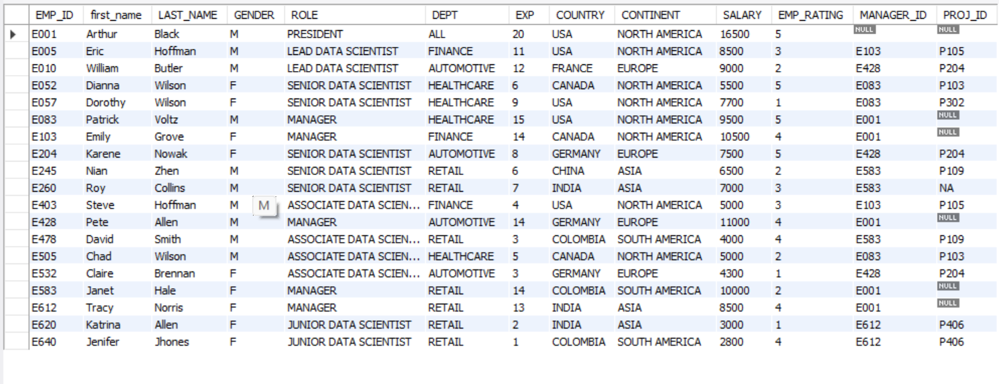 EMP_ID first_name LAST_NAME GENDER ROLE DEPT EXP COUNTRY CONTINENT SALARY EMP_RATING MANAGER_ID PROJ_ID
E001 Arthur Black M PRESIDENT ALL 20 USA NORTH AMERICA 16500 5 NULL NULL
E005 Eric Hoffman M LEAD DATA SCIENTIST FINANCE 11 USA NORTH AMERICA 8500 3 E103 P105
E010 William Butler M LEAD DATA SCIENTIST AUTOMOTIVE 12 FRANCE EUROPE 9000 2 E428 P204
E052 Dianna Wilson F SENIOR DATA SCIENTIST HEALTHCARE 6 CANADA NORTH AMERICA 5500 5 E083 P103
E057 Dorothy Wilson F SENIOR DATA SCIENTIST HEALTHCARE 9 USA NORTH AMERICA 7700 1 E083 P302
E083 Patrick Voltz M MANAGER HEALTHCARE 15 USA NORTH AMERICA 9500 5 E001 NULL
E103 Emily Grove F MANAGER FINANCE 14 CANADA NORTH AMERICA 10500 4 E001 NULL
E204 Karene Nowak F SENIOR DATA SCIENTIST AUTOMOTIVE 8 GERMANY EUROPE 7500 5 E428 P204
E245 Nian Zhen M SENIOR DATA SCIENTIST RETAIL 6 CHINA ASIA 6500 2 E583 P109
E260 Roy Collins M SENIOR DATA SCIENTIST RETAIL 7 INDIA ASIA 7000 3 E583 NA
E403 Steve Hoffman M M ASSOCIATE DATA SCIEN... FINANCE 4 USA NORTH AMERICA 5000 3 E103 P105
E428 Pete Allen M MANAGER AUTOMOTIVE 14 GERMANY EUROPE 11000 4 E001 NULL
E478 David Smith M ASSOCIATE DATA SCIEN... RETAIL 3 COLOMBIA SOUTH AMERICA 4000 4 E583 P109
E505 Chad Wilson M ASSOCIATE DATA SCIEN... HEALTHCARE 5 CANADA NORTH AMERICA 5000 2 E083 P103
E532 Claire Brennan F ASSOCIATE DATA SCIEN... AUTOMOTIVE 3 GERMANY EUROPE 4300 1 E428 P204
E583 Janet Hale F MANAGER RETAIL 14 COLOMBIA SOUTH AMERICA 10000 2 E001 NULL
E612 Tracy Norris F MANAGER RETAIL 13 INDIA ASIA 8500 4 E001 NULL
E620 Katrina Allen F JUNIOR DATA SCIENTIST RETAIL 2 INDIA ASIA 3000 1 E612 P406
E640 Jenifer Jhones F JUNIOR DATA SCIENTIST RETAIL 1 COLOMBIA SOUTH AMERICA 2800 4 E612 P406